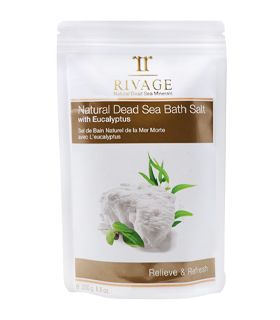 RIVAGE
Natural Dead Sea Minerals
Natural Dead Sea Bath Salt
with Eucalyptus
Sel de Bain Naturel de la Mer Morte
avec L'eucalyptus
Relieve & Refresh